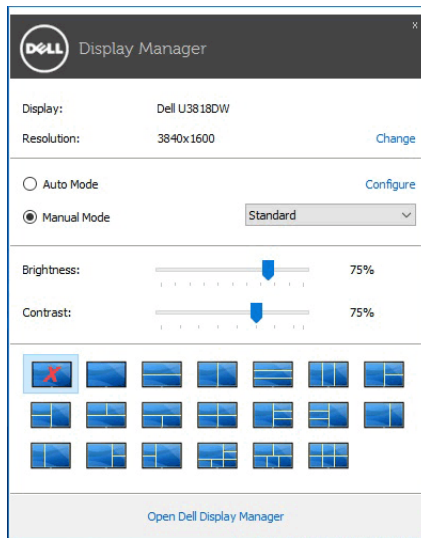 x
DELL
Display Manager
Display: Dell U3818DW
Resolution: 3840x1600 Change
Auto Mode Configure
Manual Mode Standard
Brightness: 75%
Contrast: 75%
X
Open Dell Display Manager